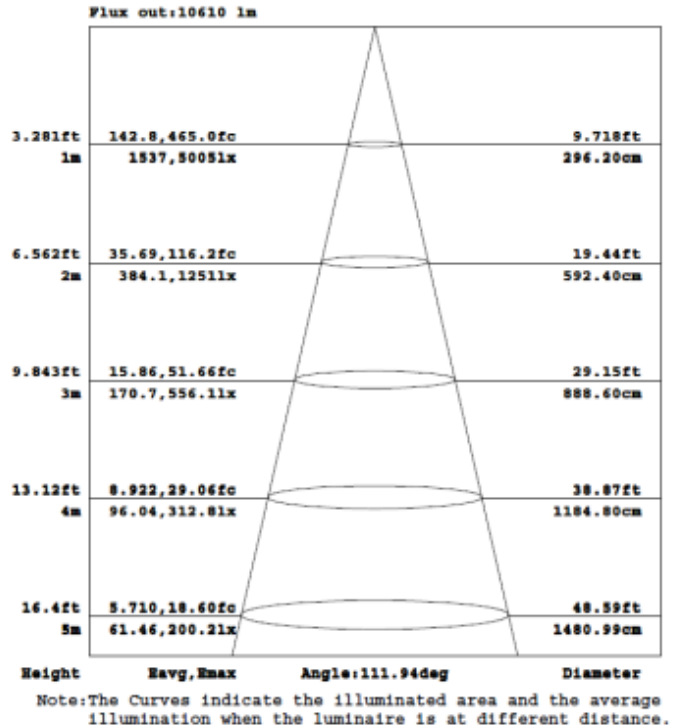 Flux out:10610 lm
3.281ft 142.8,465.0fc 9.718ft
1m 1537,5005lx 296.20cm
6.562ft 35.69,116.2fc 19.44ft
2m 384.1,1251lx 592.40cm
9.843ft 15.86,51.66fc 29.15ft
3m 170.7,556.1lx 888.60cm
13.12ft 8.922,29.06fc 38.87ft
4m 96.04,312.8lx 1184.80cm
16.4ft 5.710,18.60fc 48.59ft
5m 61.46,200.2lx 1480.99cm
Height Eavg,Emax Angle:111.94deg Diameter
Note:The Curves indicate the illuminated area and the average
illumination when the luminaire is at different distance.